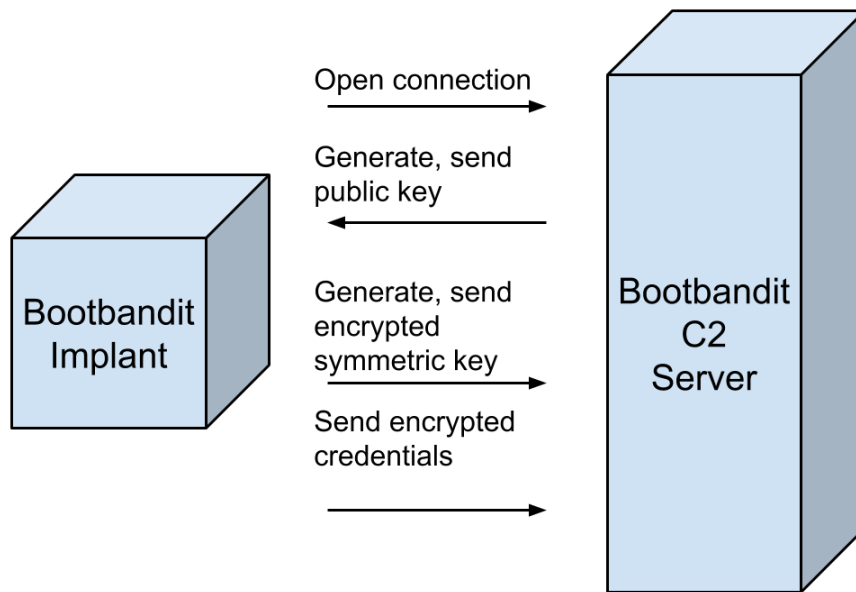 Open connection
Generate, send
public key
Generate, send
encrypted
symmetric key
Send encrypted
credentials
Bootbandit
Implant
Bootbandit
C2
Server